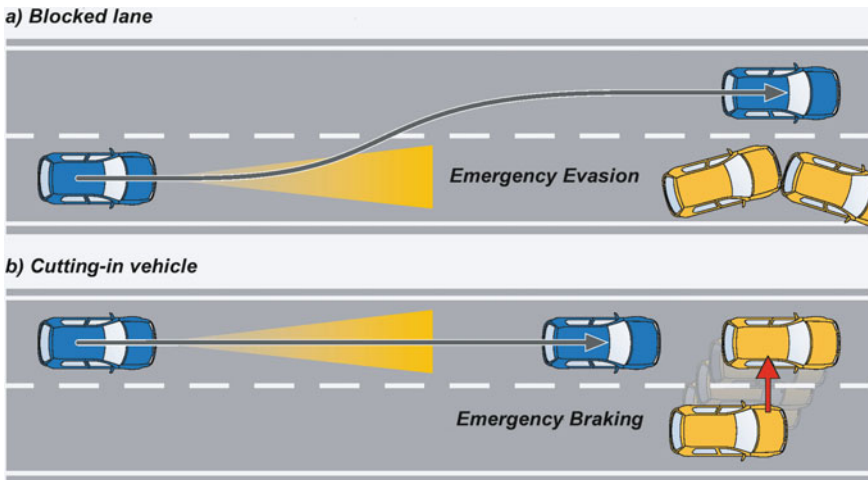 a) Blocked lane
Emergency Evasion
b) Cutting-in vehicle
Emergency Braking